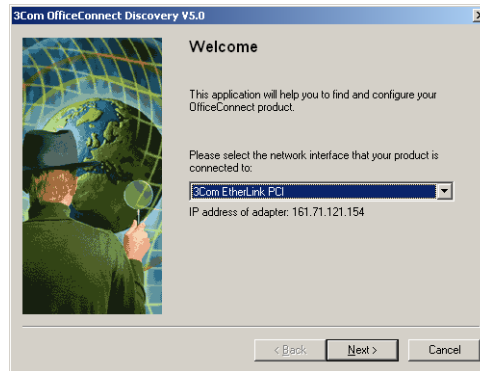 3Com OfficeConnect Discovery V5.0
Welcome
This application will help you to find and configure your
OfficeConnect product.
Please select the network interface that your product is
connected to:
3Com EtherLink PCI
IP address of adapter: 161.71.121.154
< Back
Next >
Cancel